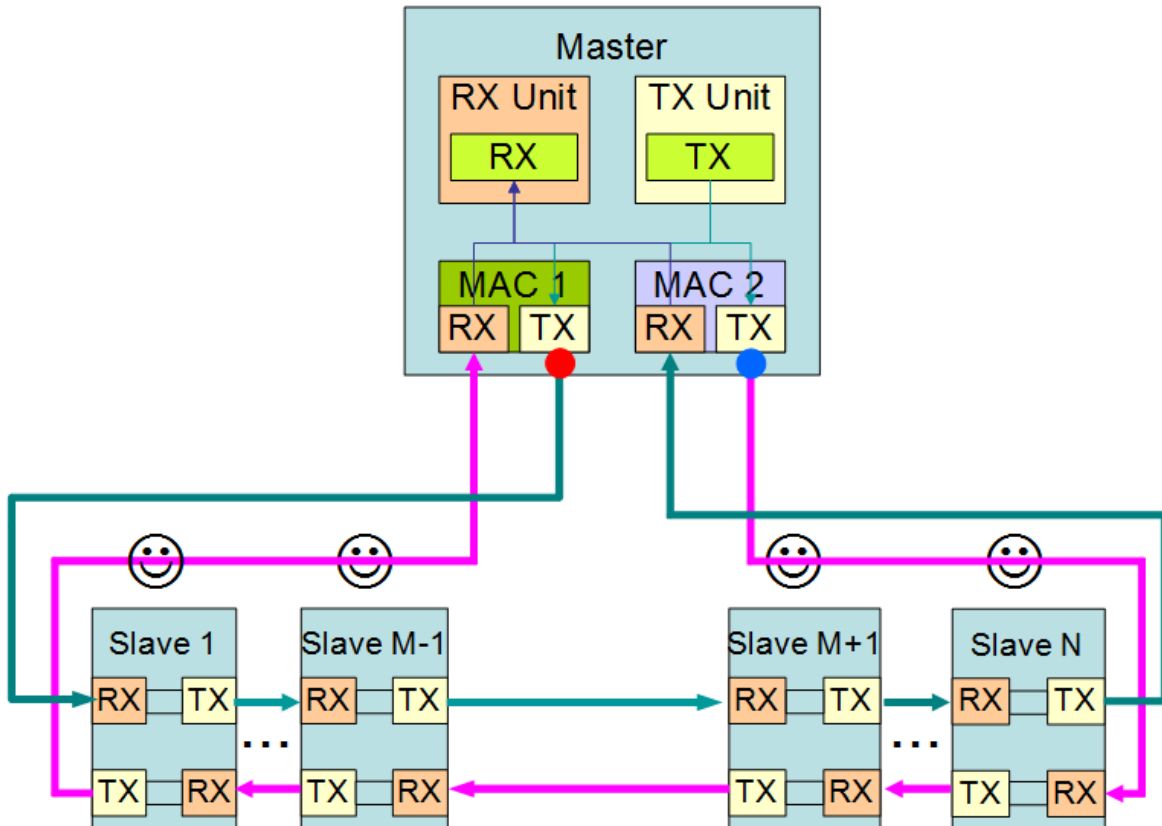 Master
RX Unit
TX Unit
RX
TX
MAC 1
MAC 2
RX
TX
RX
TX
Slave 1
Slave M-1
Slave M+1
Slave N
RX
TX
RX
TX
RX
TX
RX
TX
...
...
TX
RX
TX
RX
TX
RX
TX
RX